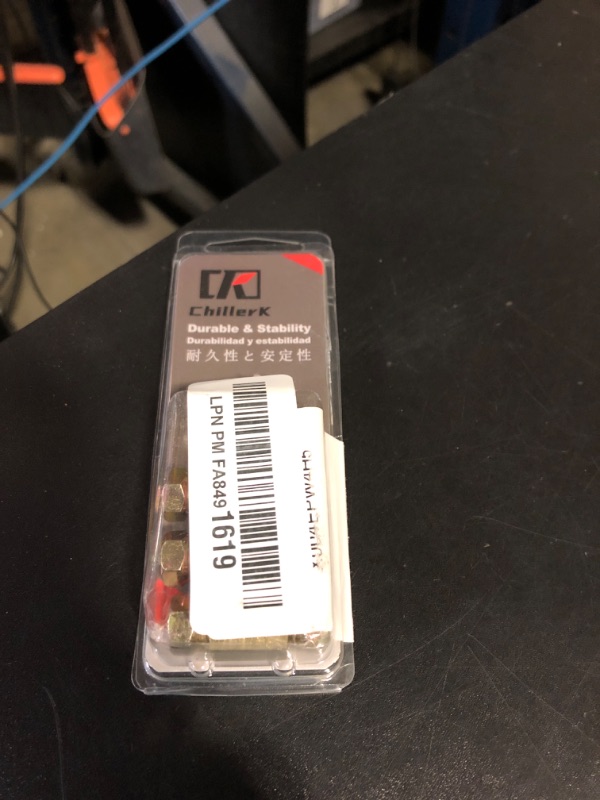 ChillerK
Durable & Stability
Durabilidad y estabilidad
耐久性と安定性
LPN PM FA849 1619